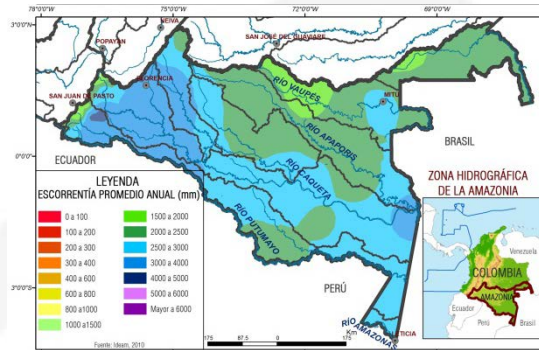 78°0'0"W
75°0'0"W
72°0'0"W
69°0'0"W
3°0'0"N
0°0'0"
3°0'0"S
NEIVA
POPAYÁN
SAN JOSÉ DEL GUAVIARE
FLORENCIA
SAN JUAN DE PASTO
MITÚ
RÍO VAUPES
RÍO APAPORIS
RÍO CAQUETA
RÍO PUTUMAYO
RÍO AMAZONAS
LETICIA
ECUADOR
BRASIL
PERÚ
LEYENDA
ESCORRENTÍA PROMEDIO ANUAL (mm)
0 a 100
100 a 200
200 a 300
300 a 400
400 a 600
600 a 800
800 a1000
1000 a1500
1500 a 2000
2000 a 2500
2500 a 3000
3000 a 4000
4000 a 5000
5000 a 6000
Mayor a 6000
Fuente: Ideam, 2010
175 87.5 0 175
Km
ZONA HIDROGRÁFICA
DE LA AMAZONIA
Venezuela
COLOMBIA
AMAZONIA
Ecuador
Perú
Brasil